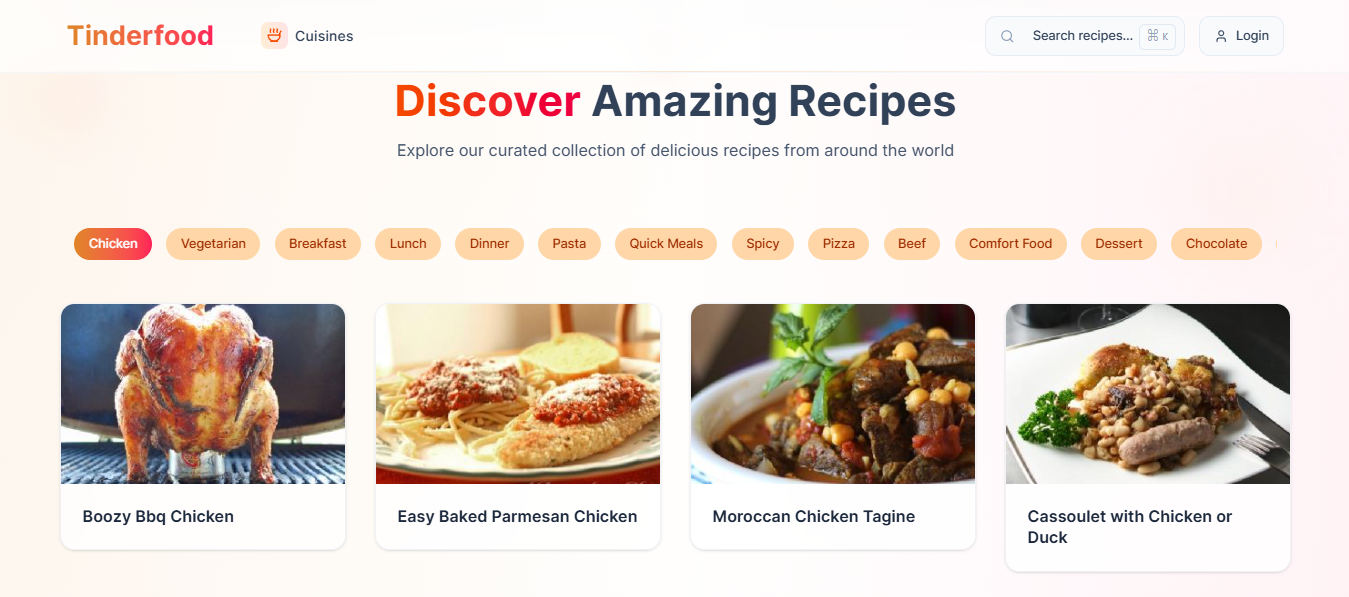 Tinderfood
Cuisines
Search recipes...
⌘ K
Login
Discover Amazing Recipes
Explore our curated collection of delicious recipes from around the world
Chicken
Vegetarian
Breakfast
Lunch
Dinner
Pasta
Quick Meals
Spicy
Pizza
Beef
Comfort Food
Dessert
Chocolate
Boozy Bbq Chicken
Easy Baked Parmesan Chicken
Moroccan Chicken Tagine
Cassoulet with Chicken or
Duck